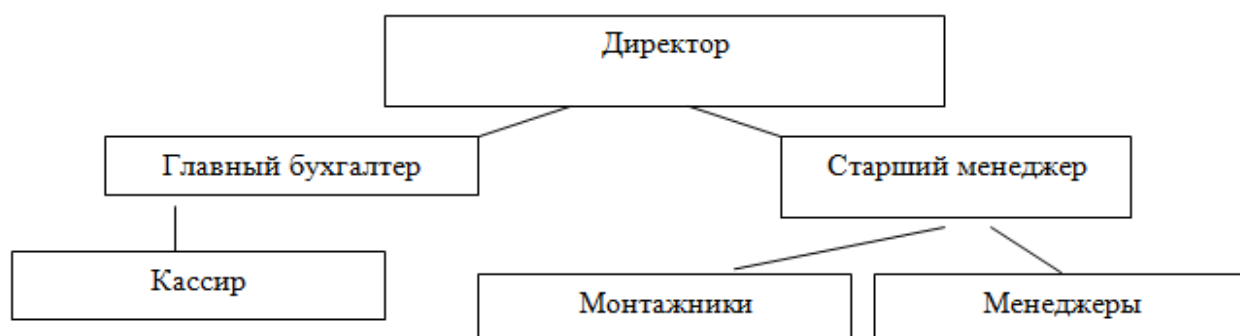 Директор
Главный бухгалтер
Старший менеджер
Кассир
Монтажники
Менеджеры